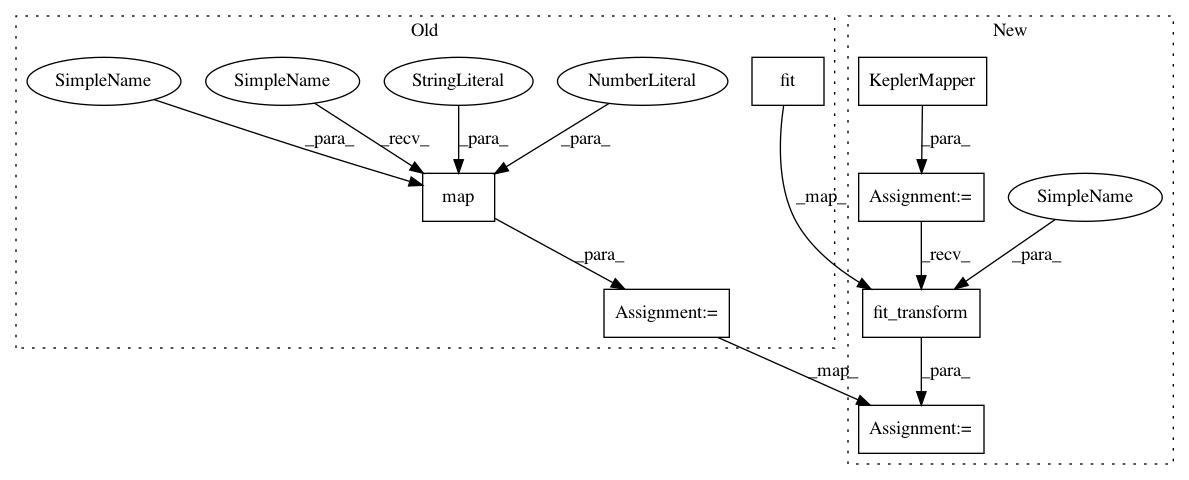 Old
New
SimpleName
SimpleName
StringLiteral
NumberLiteral
fit
KeplerMapper
_para_
_recv_
_para_
_para_
_para_
map
_map_
Assignment:=
SimpleName
_para_
_recv_
_para_
Assignment:=
fit_transform
_map_
_para_
Assignment:=